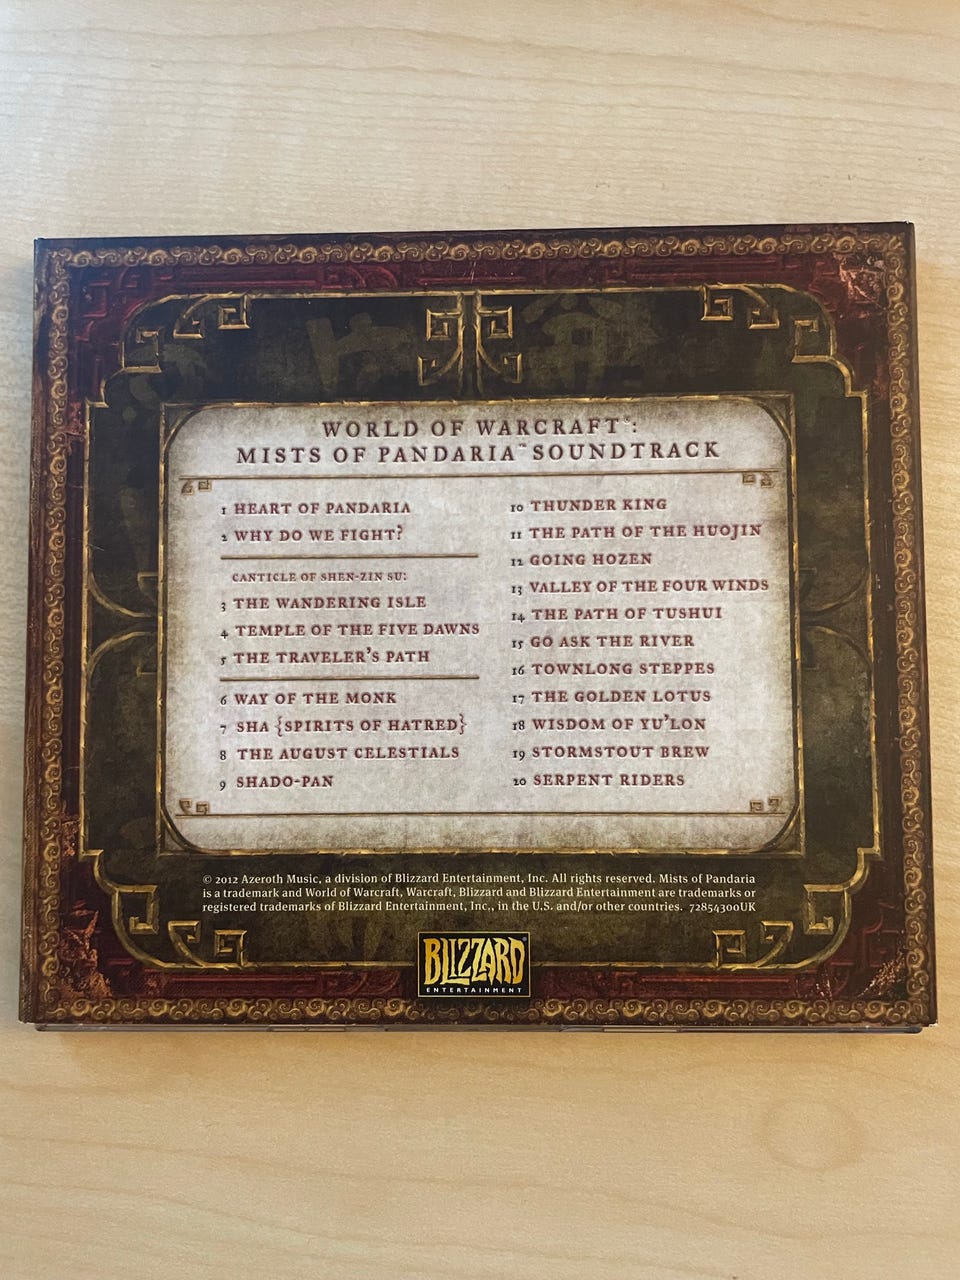 WORLD OF WARCRAFT®:
MISTS OF PANDARIA™ SOUNDTRACK
1 HEART OF PANDARIA
2 WHY DO WE FIGHT?
CANTICLE OF SHEN-ZIN SU:
3 THE WANDERING ISLE
4 TEMPLE OF THE FIVE DAWNS
5 THE TRAVELER'S PATH
6 WAY OF THE MONK
7 SHA {SPIRITS OF HATRED}
8 THE AUGUST CELESTIALS
9 SHADO-PAN
10 THUNDER KING
11 THE PATH OF THE HUOJIN
12 GOING HOZEN
13 VALLEY OF THE FOUR WINDS
14 THE PATH OF TUSHUI
15 GO ASK THE RIVER
16 TOWNLONG STEPPES
17 THE GOLDEN LOTUS
18 WISDOM OF YU'LON
19 STORMSTOUT BREW
20 SERPENT RIDERS
© 2012 Azeroth Music, a division of Blizzard Entertainment, Inc. All rights reserved. Mists of Pandaria
is a trademark and World of Warcraft, Warcraft, Blizzard and Blizzard Entertainment are trademarks or
registered trademarks of Blizzard Entertainment, Inc., in the U.S. and/or other countries. 72854300UK
BLIZZARD
ENTERTAINMENT